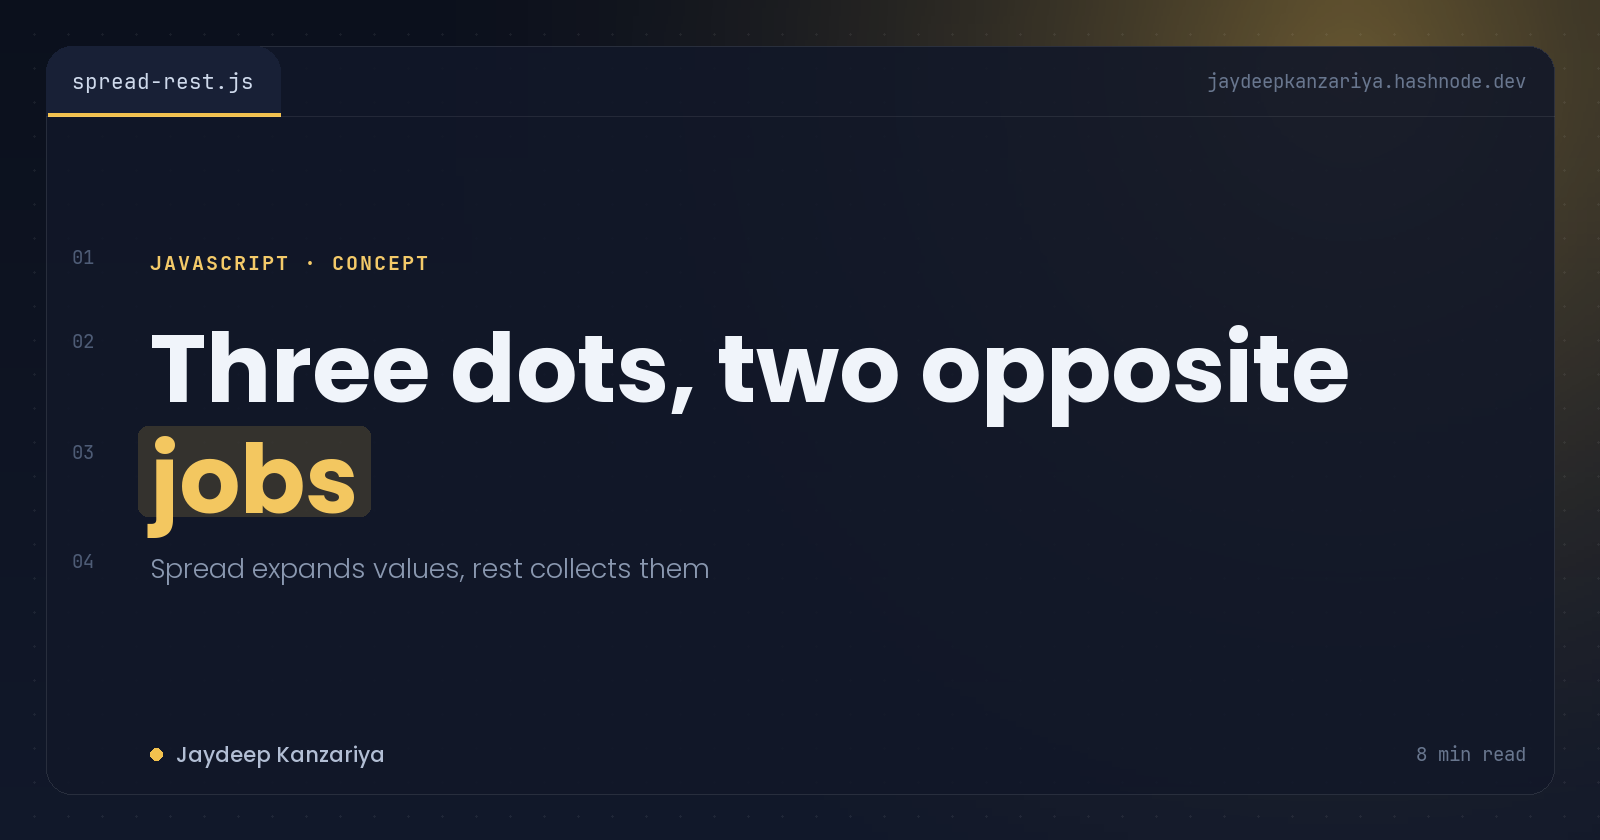 spread-rest.js
jaydeepkanzariya.hashnode.dev
01
JAVASCRIPT · CONCEPT
02
Three dots, two opposite
03
jobs
04
Spread expands values, rest collects them
Jaydeep Kanzariya
8 min read